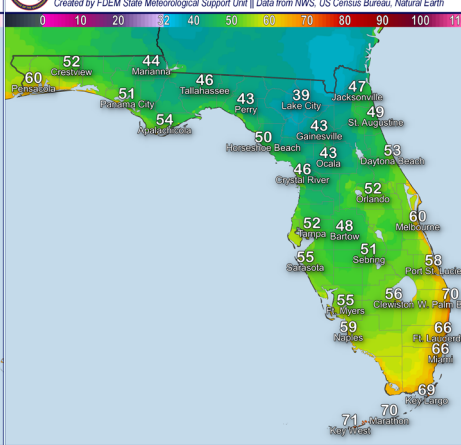 Created by FDEM State Meteorological Support Unit || Data from NWS, US Census Bureau, Natural Earth
0 10 20 32 40 50 60 70 80 90 100 11
52
Crestview
44
Marianna
60
Pensacola
46
Tallahassee
51
Panama City
43
Perry
39
Lake City
47
Jacksonville
54
Apalachicola
49
St. Augustine
43
Gainesville
50
Horseshoe Beach
43
Ocala
53
Daytona Beach
46
Crystal River
52
Orlando
60
Melbourne
52
Tampa
48
Bartow
51
Sebring
55
Sarasota
58
Port St. Lucie
55
Ft. Myers
56
Clewiston
70
W. Palm B
59
Naples
66
Ft. Lauderd
66
Miami
69
Key Largo
70
Marathon
71
Key West